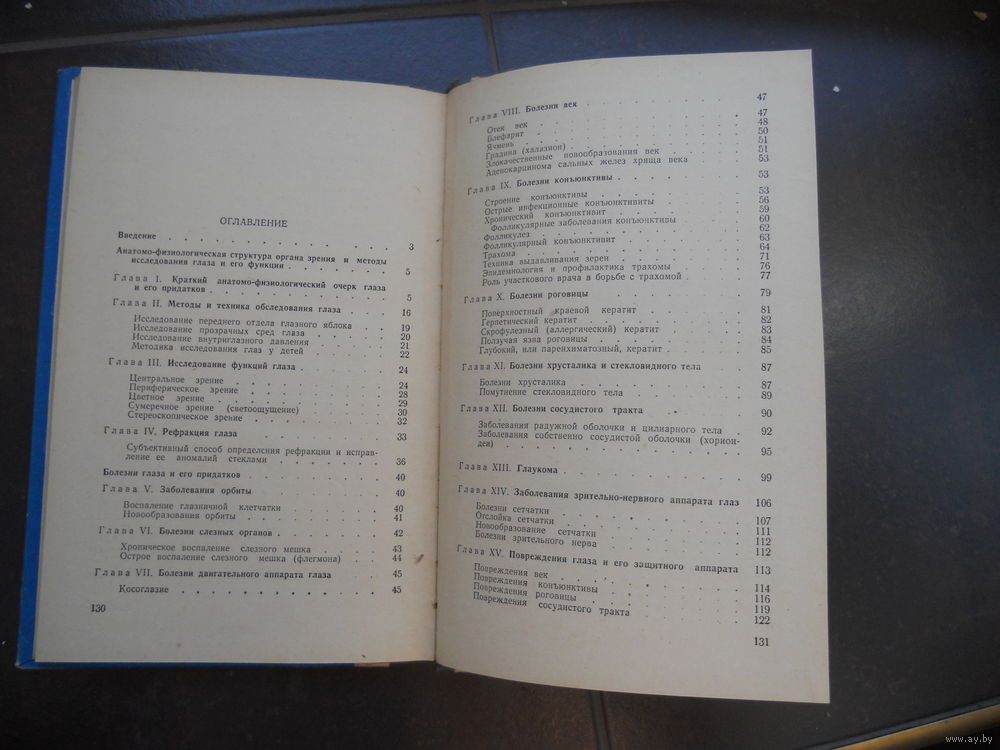 ОГЛАВЛЕНИЕ
Введение . . . . . . . . . . . . . . 3
Анатомо-физиологическая структура органа зрения и методы
исследования глаза и его функции . . . . . . . . 5
Глава I. Краткий анатомо-физиологический очерк глаза
и его придатков . . . . . . . . . . . . 5
Глава II. Методы и техника обследования глаза . . . 16
Исследование переднего отдела глазного яблока . . 19
Исследование прозрачных сред глаза . . . . . 20
Исследование внутриглазного давления . . . . . 21
Методика исследования глаз у детей . . . . . 22
Глава III. Исследование функций глаза . . . . . 24
Центральное зрение . . . . . . . . . 24
Периферическое зрение . . . . . . . . 28
Цветное зрение . . . . . . . . . . 29
Сумеречное зрение (светоощущение) . . . . . 30
Стереоскопическое зрение . . . . . . . . 32
Глава IV. Рефракция глаза . . . . . . . . 33
Субъективный способ определения рефракции и исправ-
ление ее аномалий стеклами . . . . . . . 36
Болезни глаза и его придатков . . . . . . . . 40
Глава V. Заболевания орбиты . . . . . . . 40
Воспаление глазничной клетчатки . . . . . 40
Новообразования орбиты . . . . . . . . 41
Глава VI. Болезни слезных органов . . . . . . 42
Хроническое воспаление слезного мешка . . . . 43
Острое воспаление слезного мешка (флегмона) . . 44
Глава VII. Болезни двигательного аппарата глаза . . . 45
Косоглазие . . . . . . . . . . . . 45
130
Глава VIII. Болезни век . . . . . . . . 47
Отек век . . . . . . . . . . . 47
Блефарит . . . . . . . . . . . 48
Ячмень . . . . . . . . . . . 50
Градина (халазион) . . . . . . . . . 51
Злокачественные новообразования век . . . . . 51
Аденокарцинома сальных желез хряща века . . . 53
Глава IX. Болезни конъюнктивы . . . . . . . 53
Строение конъюнктивы . . . . . . . . 53
Острые инфекционные конъюнктивиты . . . . . 56
Хронический конъюнктивит . . . . . . . 59
Фолликулярные заболевания конъюнктивы . . . . 60
Фолликулез . . . . . . . . . . 62
Фолликулярный конъюнктивит . . . . . . 63
Трахома . . . . . . . . . . . 64
Техника выдавливания зерен . . . . . . . 71
Эпидемиология и профилактика трахомы . . . . 76
Роль участкового врача в борьбе с трахомой . . . 77
Глава X. Болезни роговицы . . . . . . . 79
Поверхностный краевой кератит . . . . . . 81
Герпетический кератит . . . . . . . . 82
Скрофулезный (аллергический) кератит . . . . . 83
Ползучая язва роговицы . . . . . . . . 84
Глубокий, или паренхиматозный, кератит . . . . 85
Глава XI. Болезни хрусталика и стекловидного тела . . 87
Болезни хрусталика . . . . . . . . . 87
Помутнение стекловидного тела . . . . . . 89
Глава XII. Болезни сосудистого тракта . . . . . 90
Заболевания радужной оболочки и цилиарного тела . 92
Заболевания собственно сосудистой оболочки (хорион-
деи) . . . . . . . . . . . . 95
Глава XIII. Глаукома . . . . . . . . . 99
Глава XIV. Заболевания зрительно-нервного аппарата глаз 106
Болезни сетчатки . . . . . . . . . 107
Отслойка сетчатки . . . . . . . . . 111
Новообразование сетчатки . . . . . . . 112
Болезни зрительного нерва . . . . . . . 112
Глава XV. Повреждения глаза и его защитного аппарата 113
Повреждения век . . . . . . . . . 114
Повреждения конъюнктивы . . . . . . . 116
Повреждения роговицы . . . . . . . . 119
Повреждения сосудистого тракта . . . . . . 122
131
www.ay.by